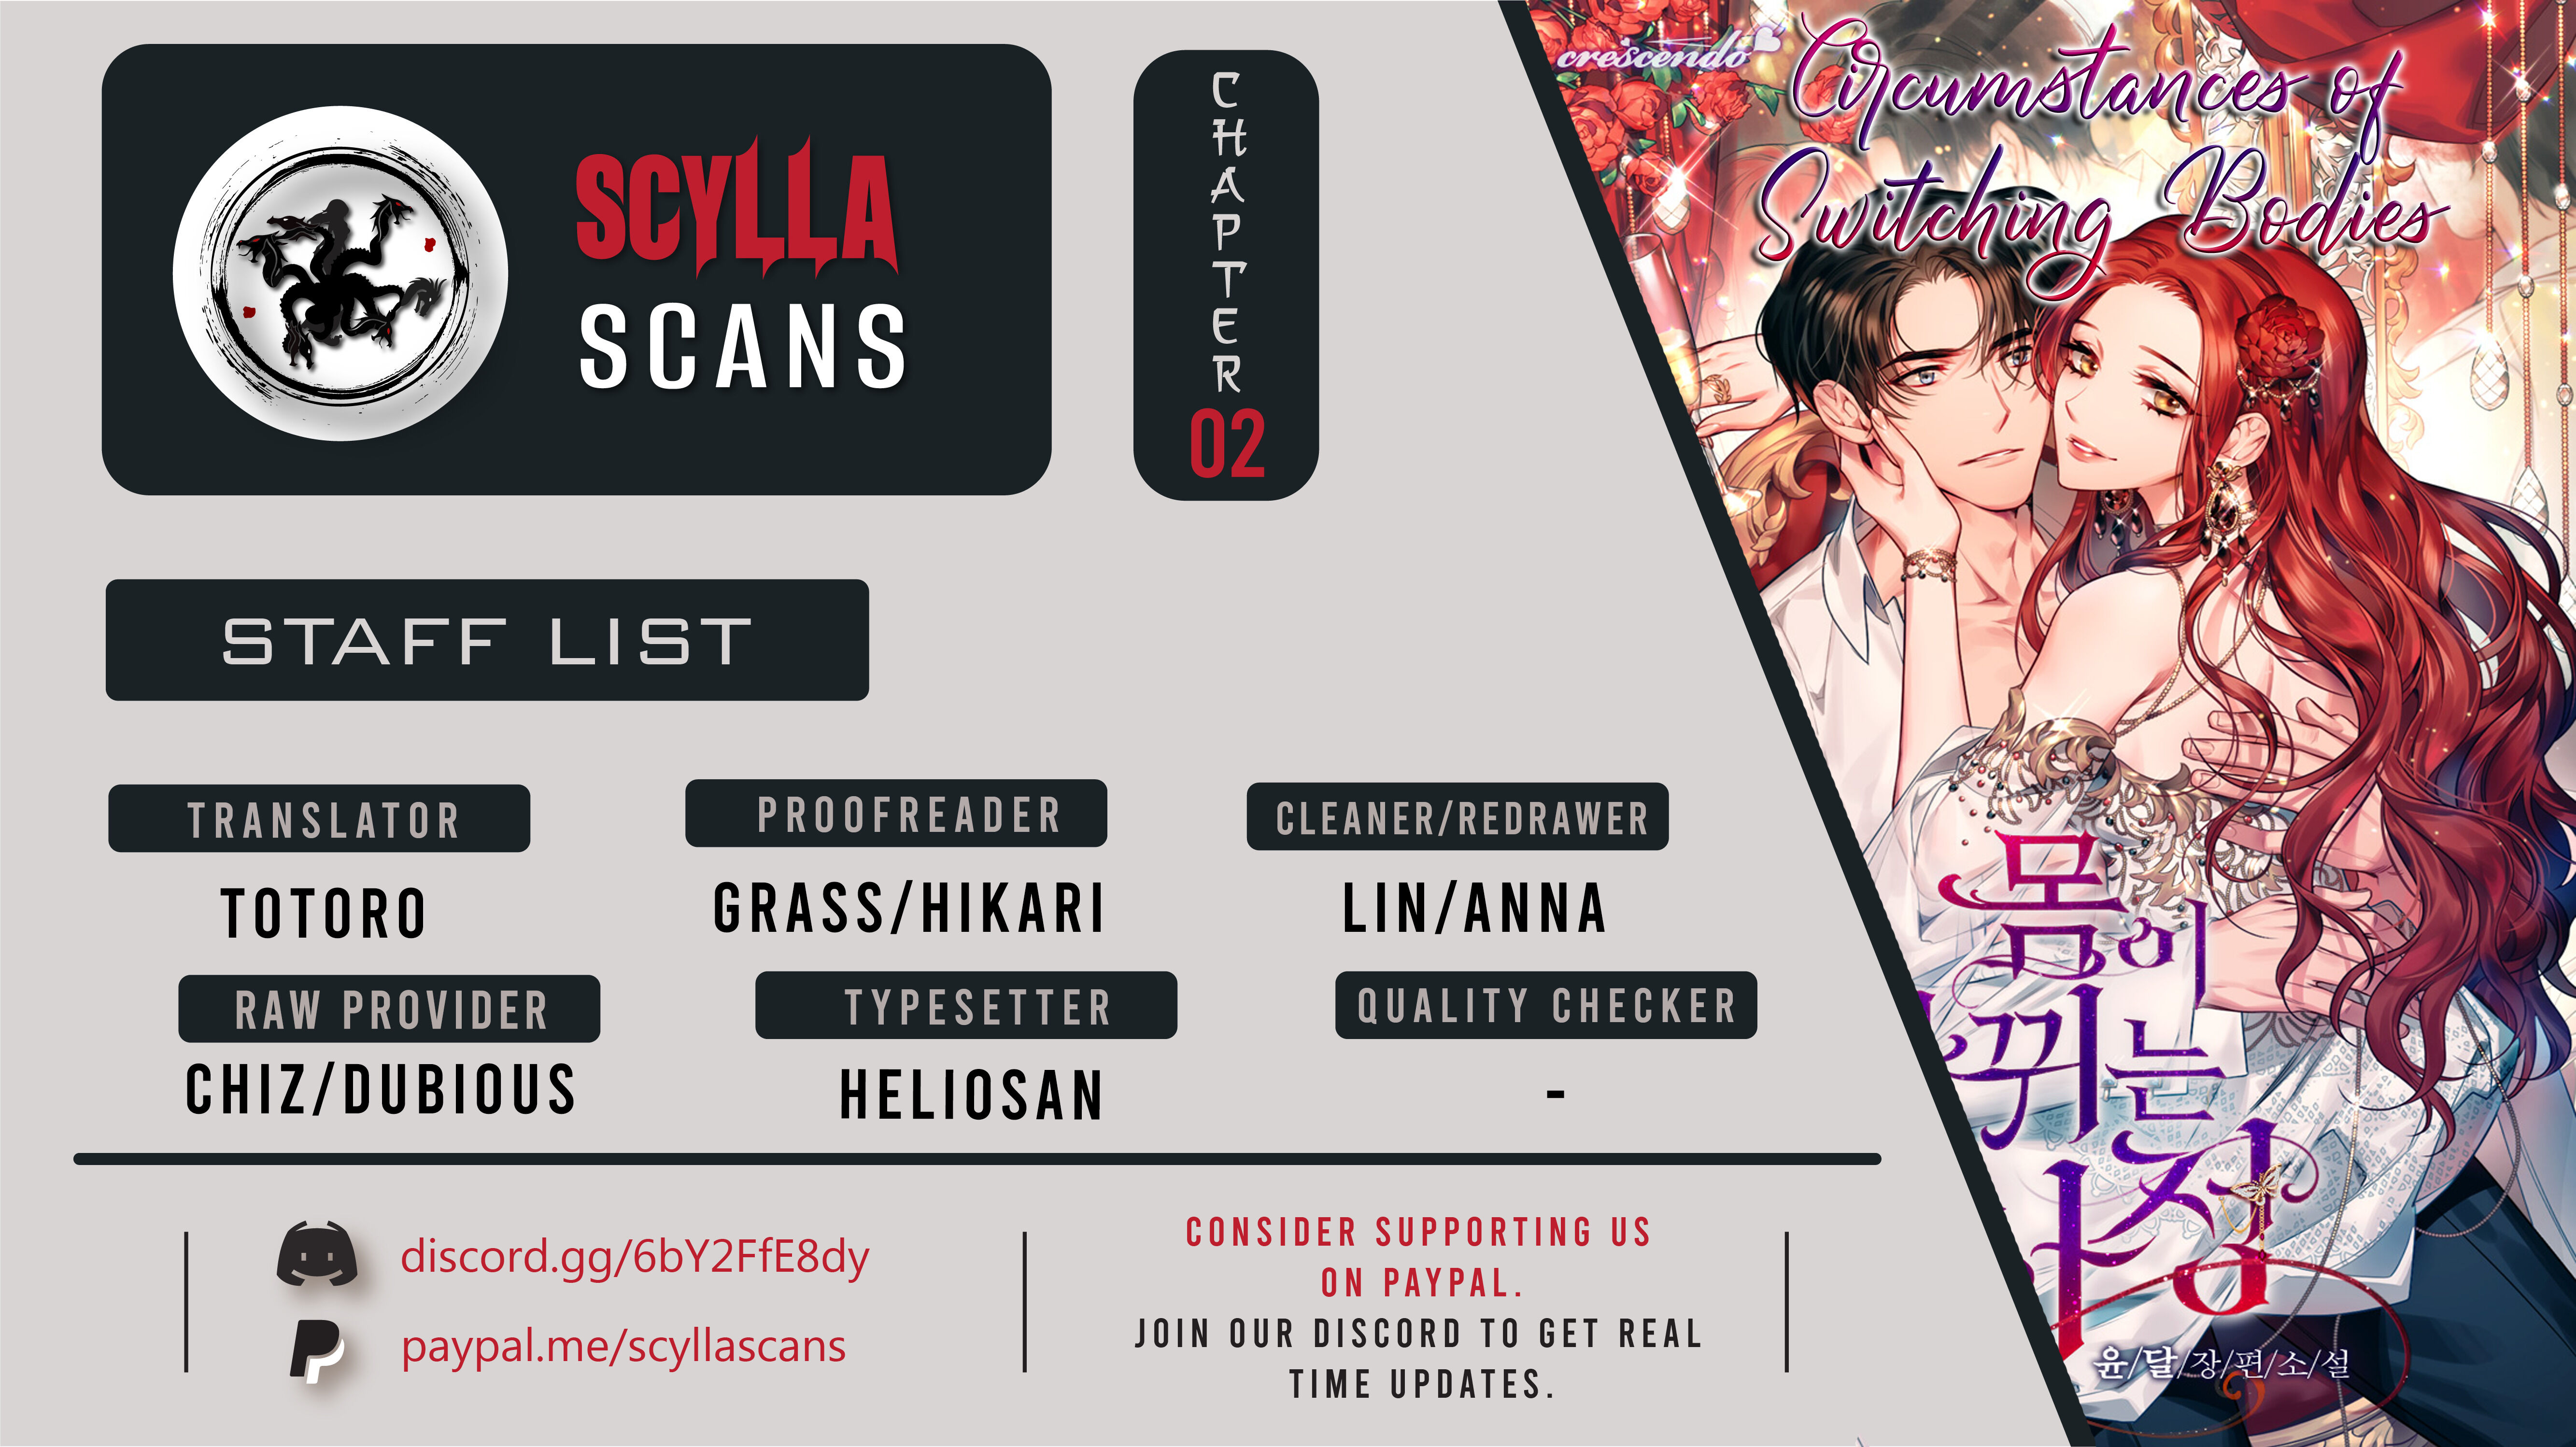 SCYLLA
SCANS
CHAPTER
02
STAFF LIST
TRANSLATOR
TOTORO
PROOFREADER
GRASS/HIKARI
CLEANER/REDRAWER
LIN/ANNA
RAW PROVIDER
CHIZ/DUBIOUS
TYPESETTER
HELIOSAN
QUALITY CHECKER
-
discord.gg/6bY2FfE8dy
paypal.me/scyllascans
CONSIDER SUPPORTING US
ON PAYPAL.
JOIN OUR DISCORD TO GET REAL
TIME UPDATES.
crescendo
Circumstances of
Switching Bodies
몸이
뀌는
사정
윤/달/장/편/소/설